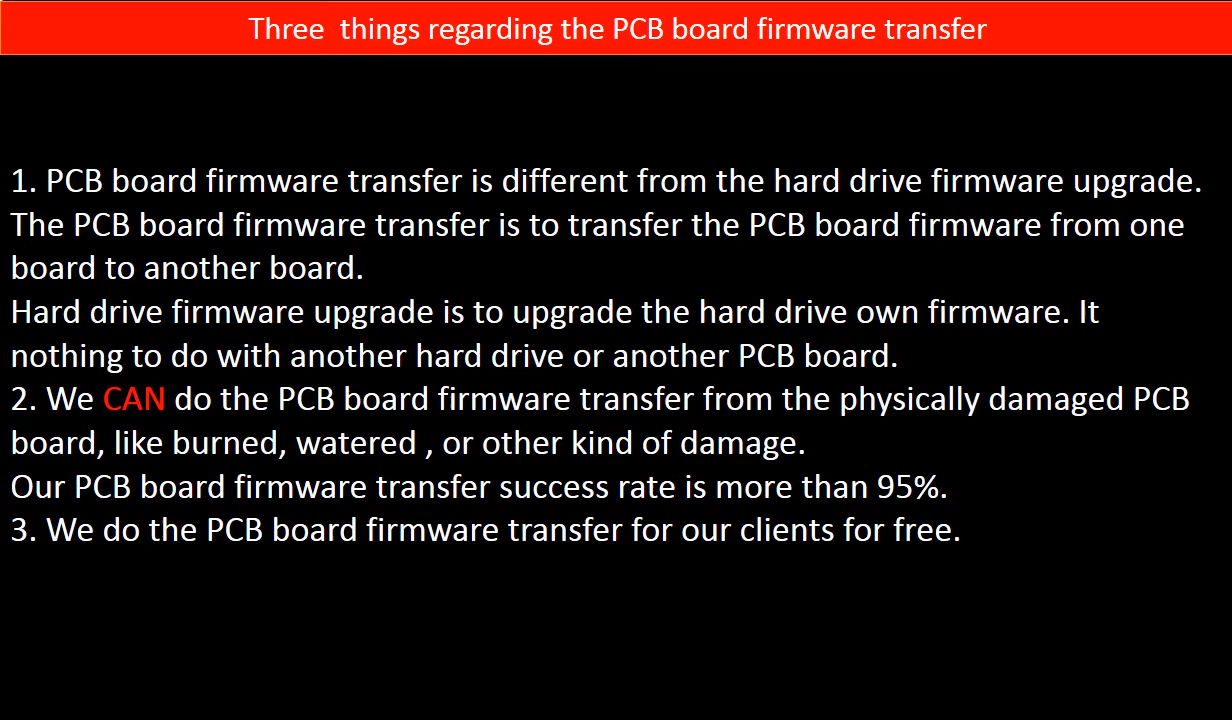 Three  things regarding the PCB board firmware transfer
1. PCB board firmware transfer is different from the hard drive firmware upgrade.
The PCB board firmware transfer is to transfer the PCB board firmware from one
board to another board.
Hard drive firmware upgrade is to upgrade the hard drive own firmware. It
nothing to do with another hard drive or another PCB board.
2. We CAN do the PCB board firmware transfer from the physically damaged PCB
board, like burned, watered , or other kind of damage.
Our PCB board firmware transfer success rate is more than 95%.
3. We do the PCB board firmware transfer for our clients for free.